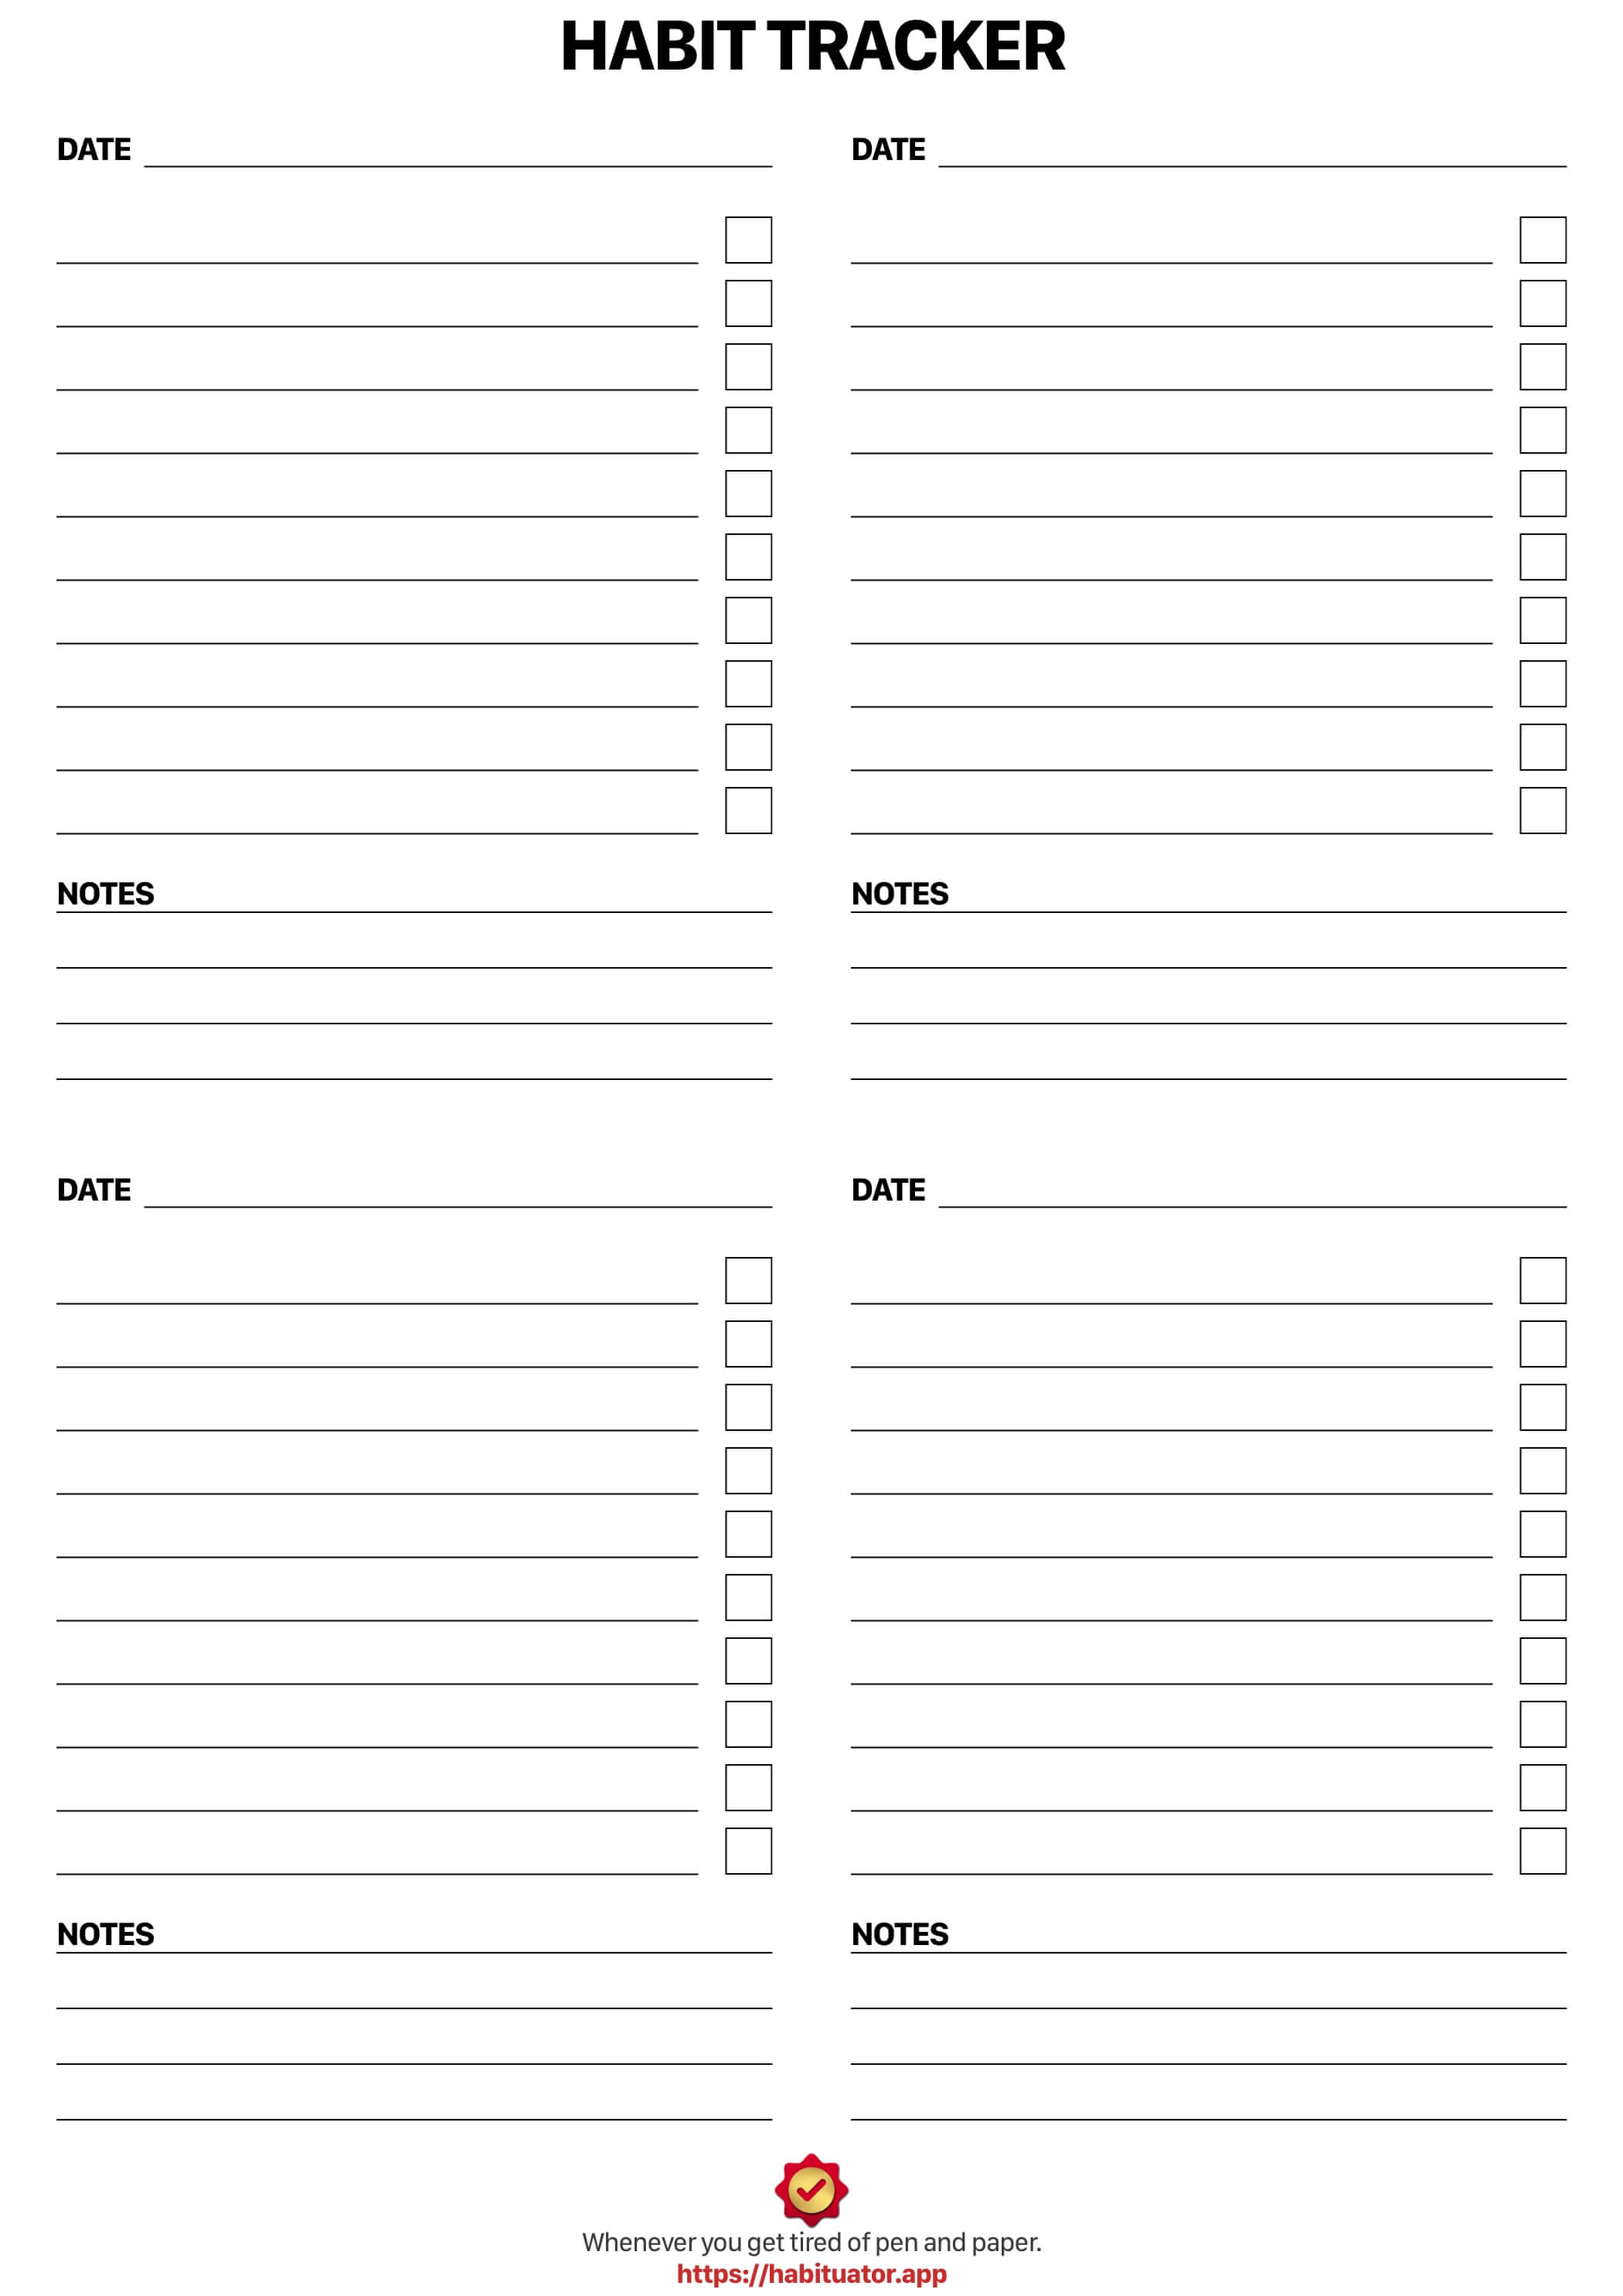 HABIT TRACKER
DATE
DATE
NOTES
NOTES
DATE
DATE
NOTES
NOTES
Whenever you get tired of pen and paper.
https://habituator.app